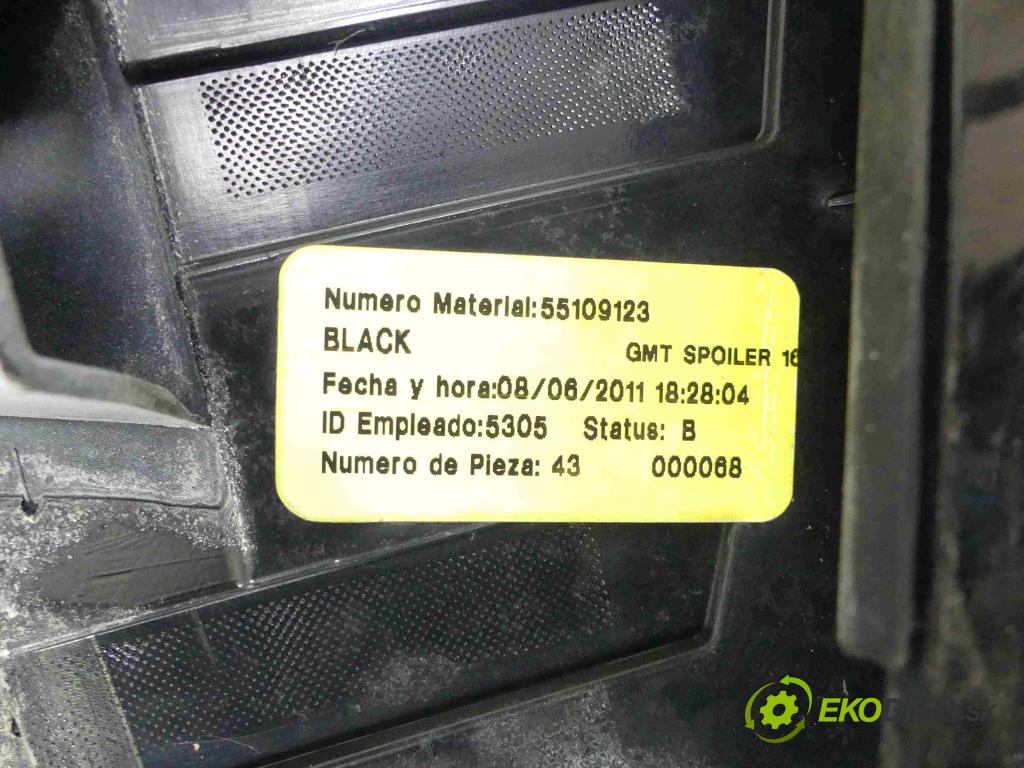 Numero Material:55109123
BLACK
GMT SPOILER 16
Fecha y hora:08/06/2011 18:28:04
ID Empleado:5305 Status: B
Numero de Pieza: 43 000068